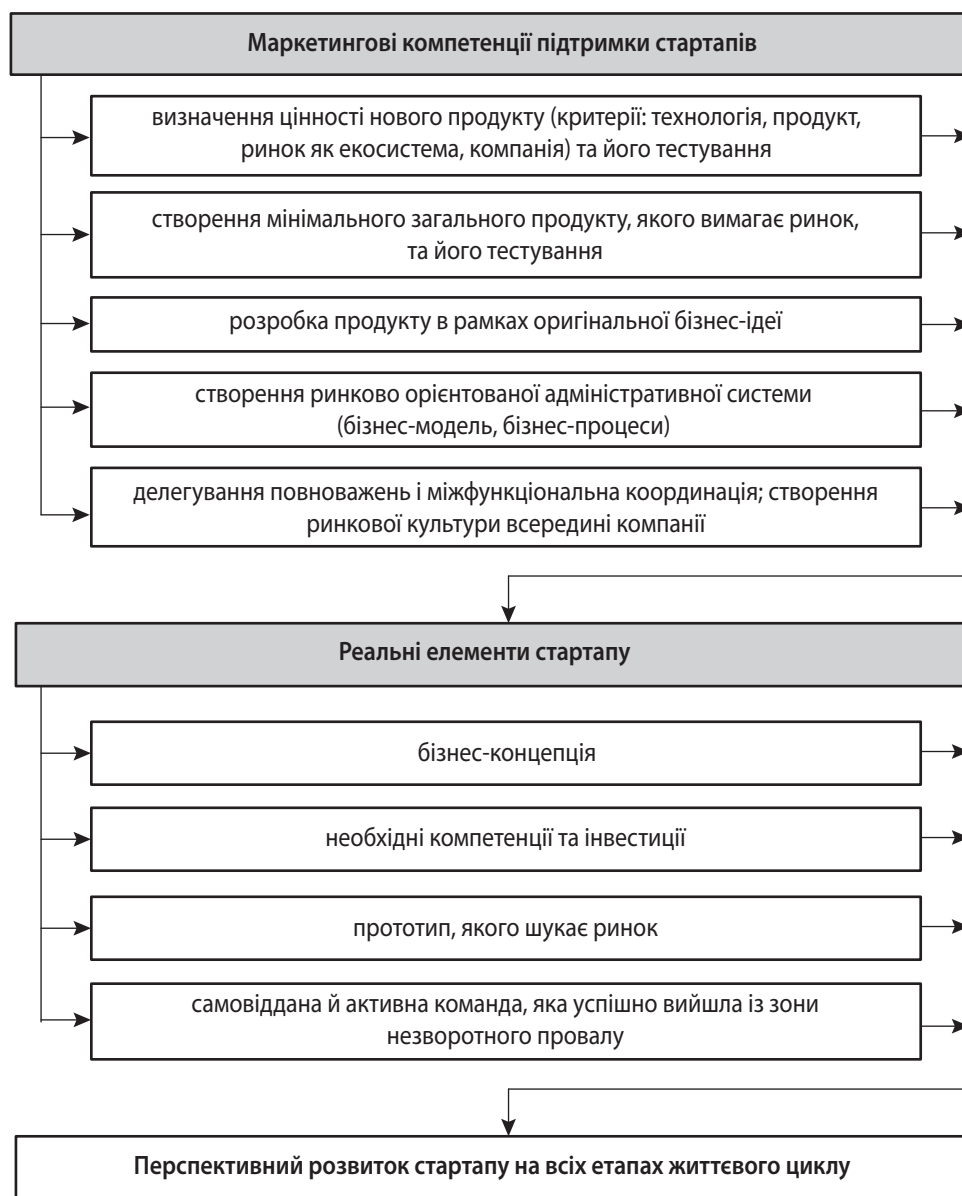 Маркетингові компетенції підтримки стартапів
визначення цінності нового продукту (критерії: технологія, продукт,
ринок як екосистема, компанія) та його тестування
створення мінімального загального продукту, якого вимагає ринок,
та його тестування
розробка продукту в рамках оригінальної бізнес-ідеї
створення ринково орієнтованої адміністративної системи
(бізнес-модель, бізнес-процеси)
делегування повноважень і міжфункціональна координація; створення
ринкової культури всередині компанії
Реальні елементи стартапу
бізнес-концепція
необхідні компетенції та інвестиції
прототип, якого шукає ринок
самовіддана й активна команда, яка успішно вийшла із зони
незворотного провалу
Перспективний розвиток стартапу на всіх етапах життєвого циклу